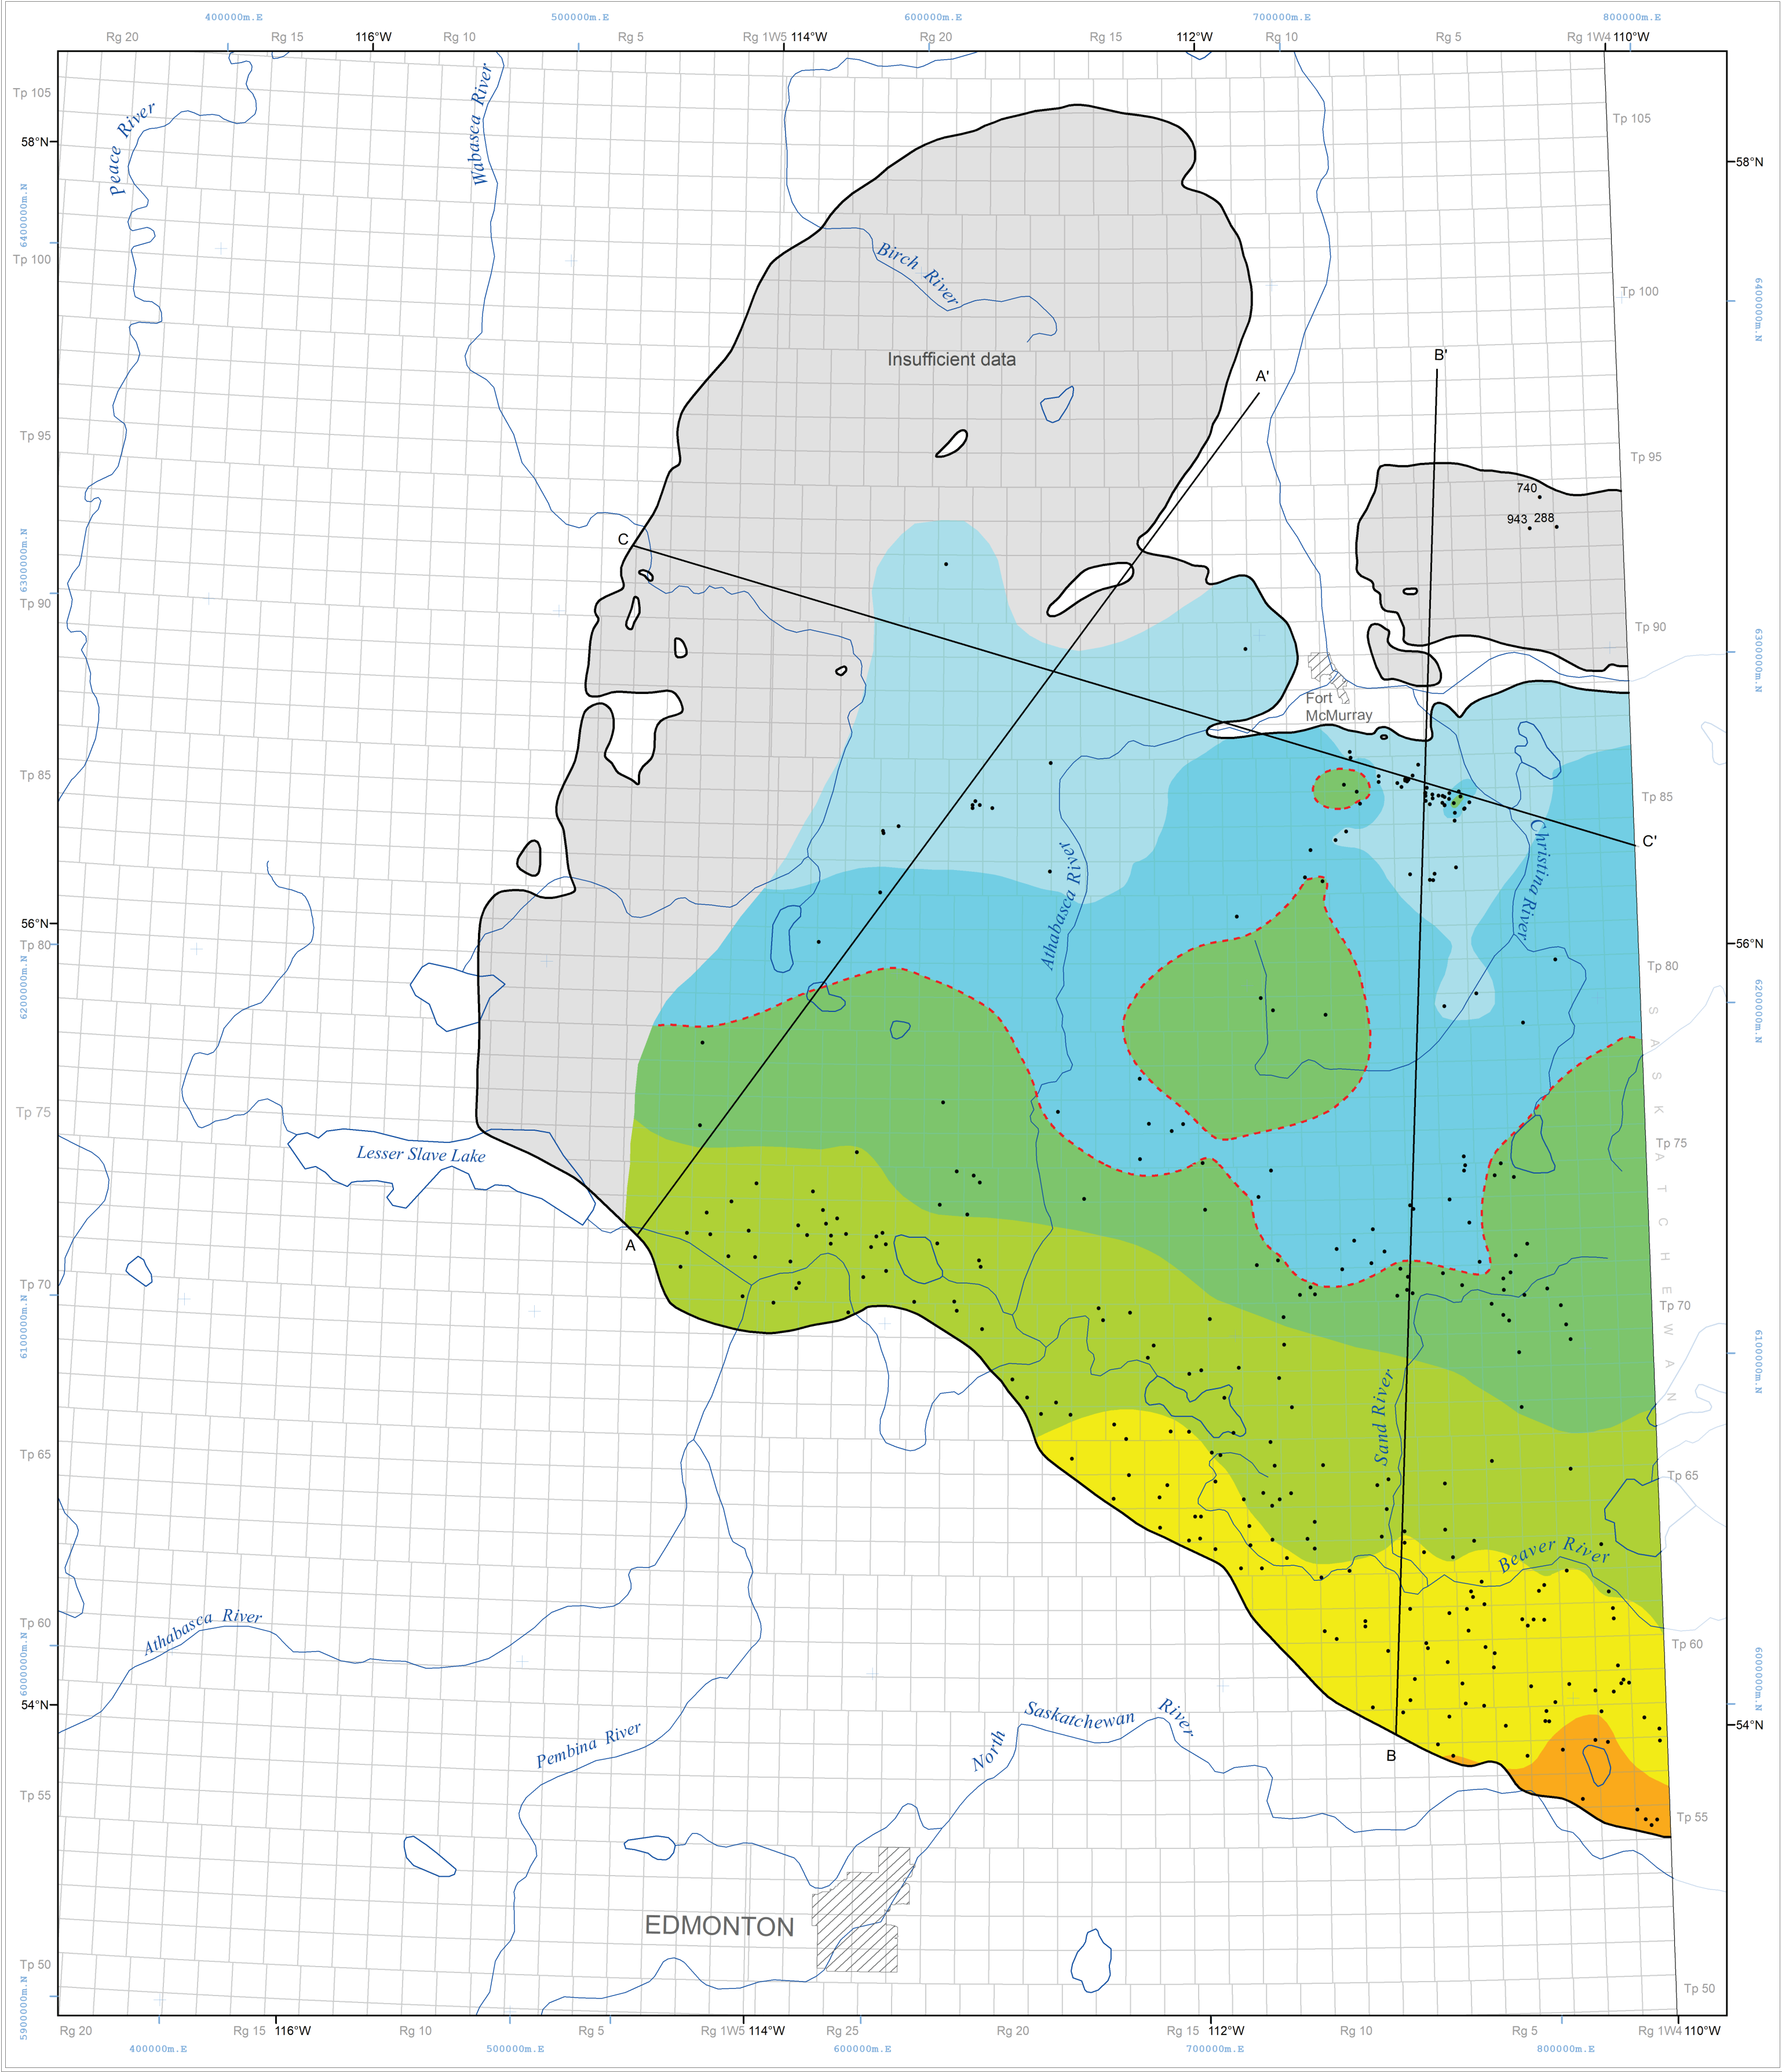 400000m.E 500000m.E 600000m.E 700000m.E 800000m.E
Rg 20 Rg 15 116°W Rg 10 Rg 5 Rg 1W5 114°W Rg 20 Rg 15 112°W Rg 10 Rg 5 Rg 1W4 110°W
Tp 105
Tp 105
58°N
58°N
Peace River
Wabasca River
6400000m.N
Tp 100
Birch River
Tp 100
6400000m.N
Insufficient data
B'
A'
Tp 95
Tp 95
740
943 288
C
6300000m.N
Tp 90
Tp 90
6300000m.N
Fort
McMurray
Tp 85
Tp 85
C'
Christina River
Athabasca River
56°N
56°N
Tp 80
Tp 80
6200000m.N
6200000m.N
SASKATCHEWAN
Tp 75
Tp 75
Lesser Slave Lake
A
Tp 70
Tp 70
6100000m.N
6100000m.N
Sand River
Tp 65
Tp 65
Beaver River
Athabasca River
Tp 60
Tp 60
6000000m.N
6000000m.N
54°N
54°N
Pembina River
North Saskatchewan River
B
Tp 55
Tp 55
EDMONTON
Tp 50
Tp 50
5900000m.N
Rg 20 Rg 15 116°W Rg 10 Rg 5 Rg 1W5 114°W Rg 25 Rg 20 Rg 15 112°W Rg 10 Rg 5 Rg 1W4 110°W
400000m.E 500000m.E 600000m.E 700000m.E 800000m.E